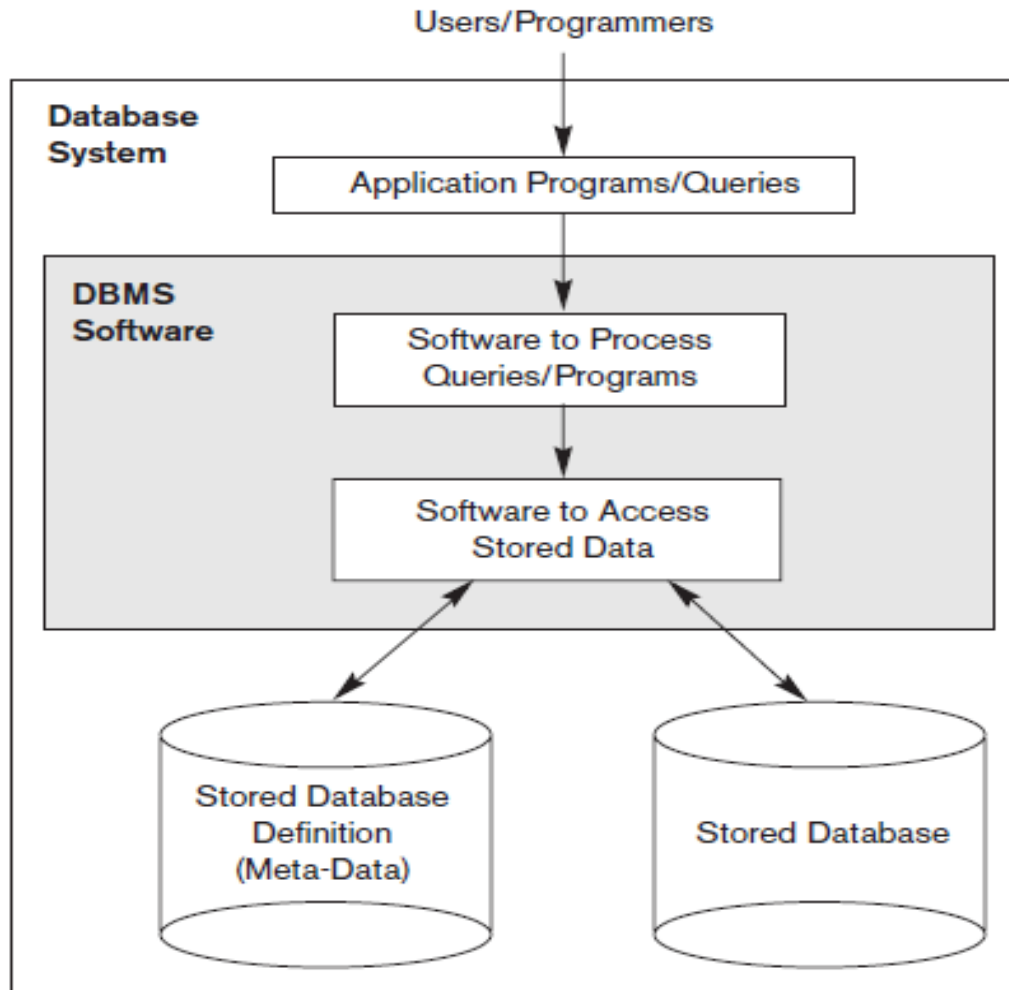 Users/Programmers
Database
System
Application Programs/Queries
DBMS
Software
Software to Process
Queries/Programs
Software to Access
Stored Data
Stored Database
Definition
(Meta-Data)
Stored Database